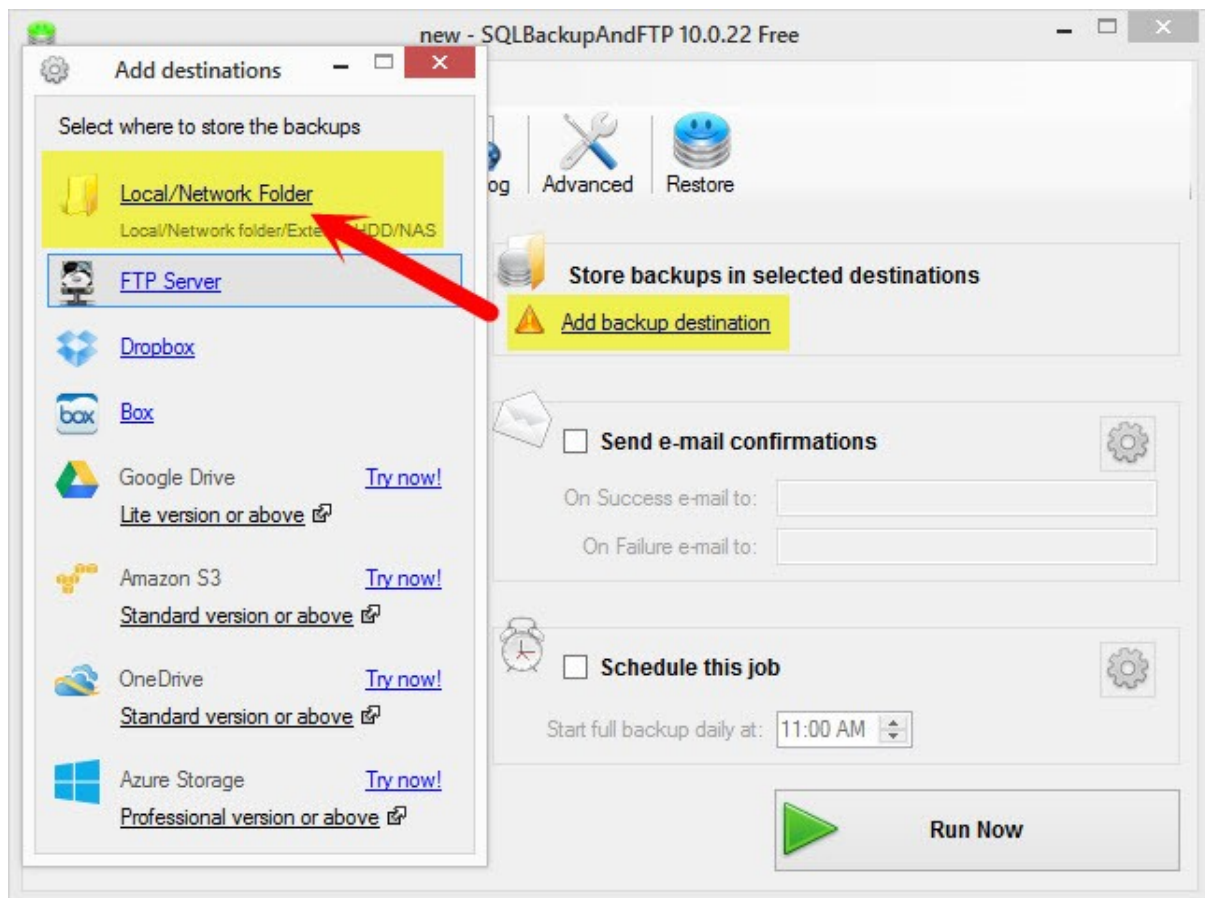 new - SQLBackupAndFTP 10.0.22 Free
Add destinations
Select where to store the backups
Local/Network Folder
Local/Network folder/Exte HDD/NAS
FTP Server
Dropbox
box
Box
Google Drive
Try now!
Lite version or above
Amazon S3
Try now!
Standard version or above
OneDrive
Try now!
Standard version or above
Azure Storage
Try now!
Professional version or above
og
Advanced
Restore
Store backups in selected destinations
Add backup destination
Send e-mail confirmations
On Success e-mail to:
On Failure e-mail to:
Schedule this job
Start full backup daily at: 11:00 AM
Run Now